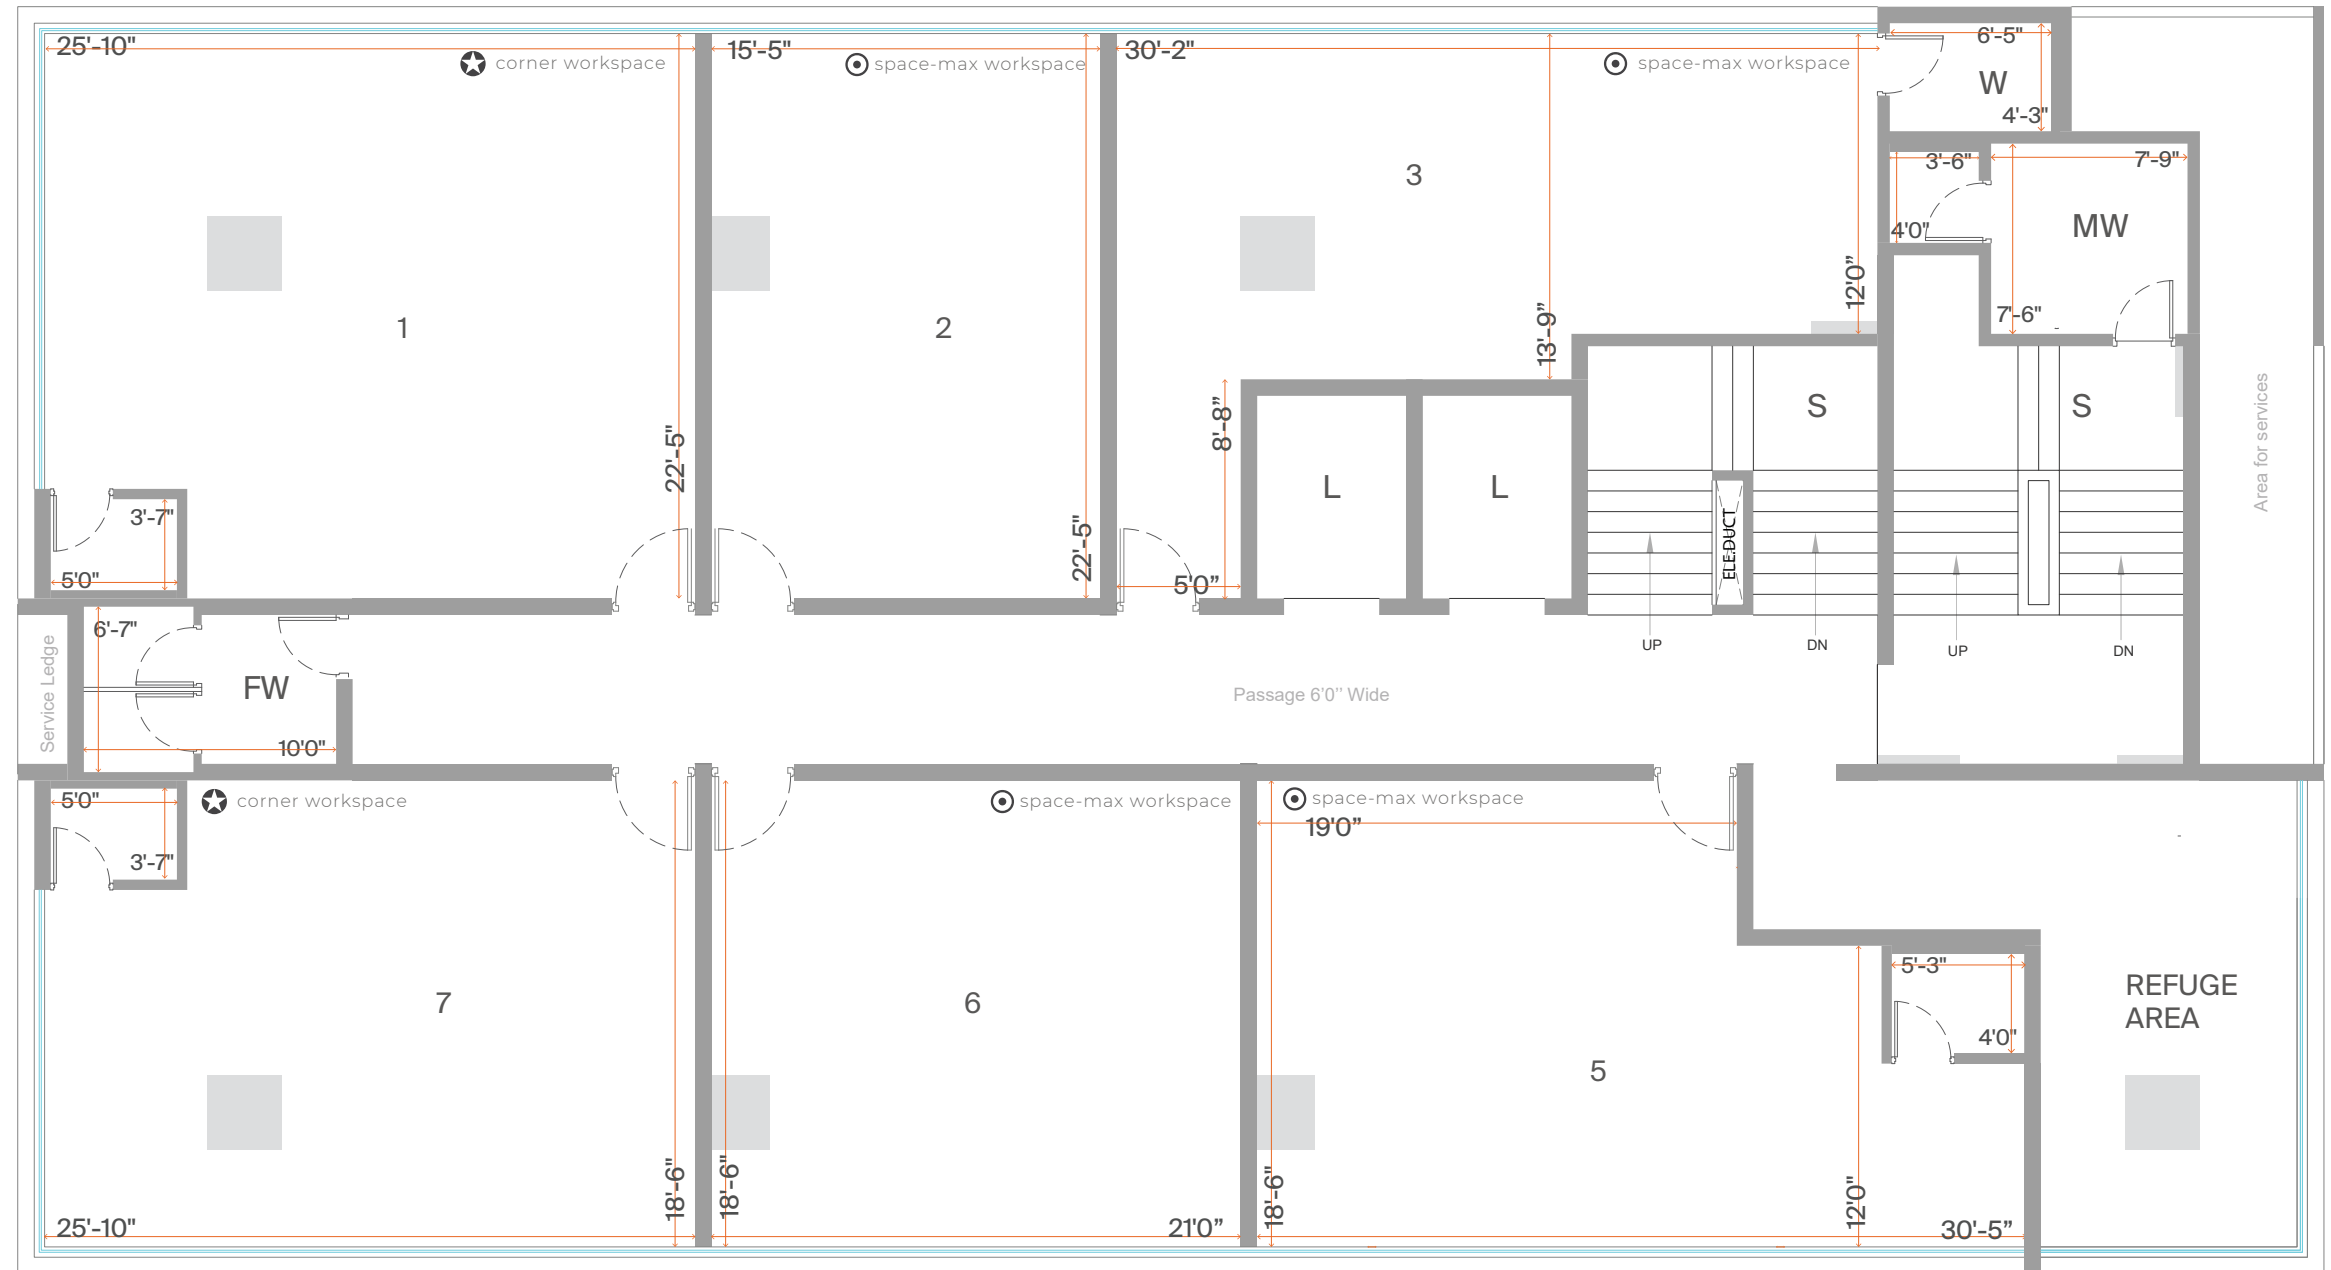 25'-10"
corner workspace
15'-5"
space-max workspace
30'-2"
space-max workspace
6'-5"
W
4'-3"
3'-6"
7'-9"
3
MW
4'0"
12'0”
7'-6"
1
2
13'-9”
8'-8”
22'-5"
22'-5"
S
S
Area for services
L
L
ELE.DUCT
3'-7"
5'0"
5'0”
6'-7"
UP
DN
UP
DN
Service Ledge
FW
Passage 6'0'' Wide
10'0"
5'0"
corner workspace
space-max workspace
space-max workspace
19'0”
3'-7"
5'-3"
REFUGE
AREA
4'0"
7
6
5
18'-6"
18'-6"
18'-6"
12'0"
25'-10"
21'0”
30'-5”